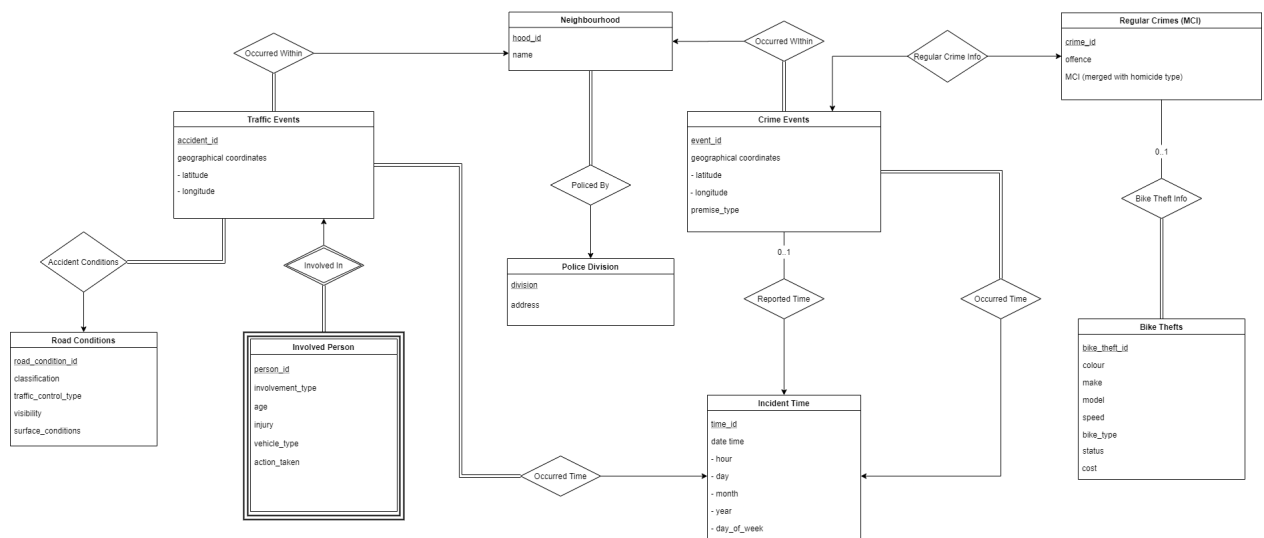 Neighbourhood
hood_id
name
Occurred Within
Occurred Within
Regular Crime Info
Regular Crimes (MCI)
crime_id
offence
MCI (merged with homicide type)
Traffic Events
accident_id
geographical coordinates
- latitude
- longitude
Crime Events
event_id
geographical coordinates
- latitude
- longitude
premise_type
0..1
Policed By
Bike Theft Info
Accident Conditions
Involved In
0..1
Police Division
division
address
Reported Time
Occurred Time
Road Conditions
road_condition_id
classification
traffic_control_type
visibility
surface_conditions
Involved Person
person_id
involvement_type
age
injury
vehicle_type
action_taken
Bike Thefts
bike_theft_id
colour
make
model
speed
bike_type
status
cost
Occurred Time
Incident Time
time_id
date time
- hour
- day
- month
- year
- day_of_week